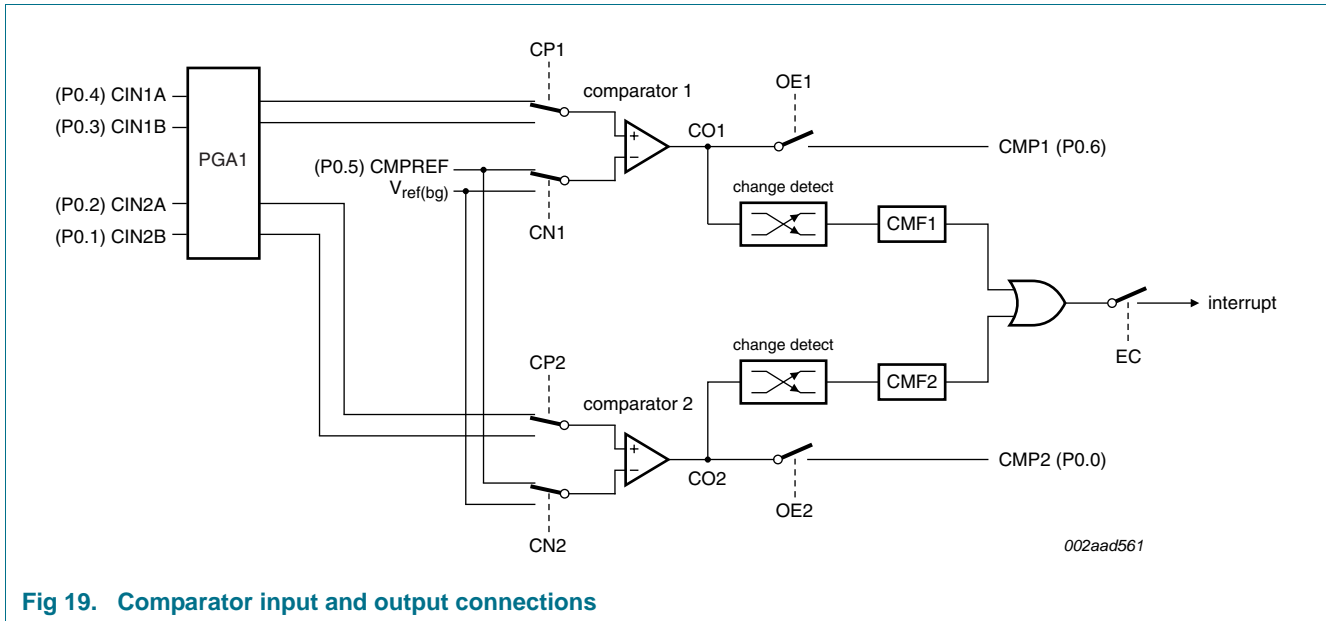 CP1
OE1
comparator 1
(P0.4) CIN1A
(P0.3) CIN1B
PGA1
CO1
CMP1 (P0.6)
(P0.5) CMPREF
Vref(bg)
+
−
change detect
CMF1
CN1
(P0.2) CIN2A
(P0.1) CIN2B
interrupt
EC
change detect
CMF2
CP2
comparator 2
+
−
CO2
CMP2 (P0.0)
OE2
CN2
002aad561
Fig 19. Comparator input and output connections